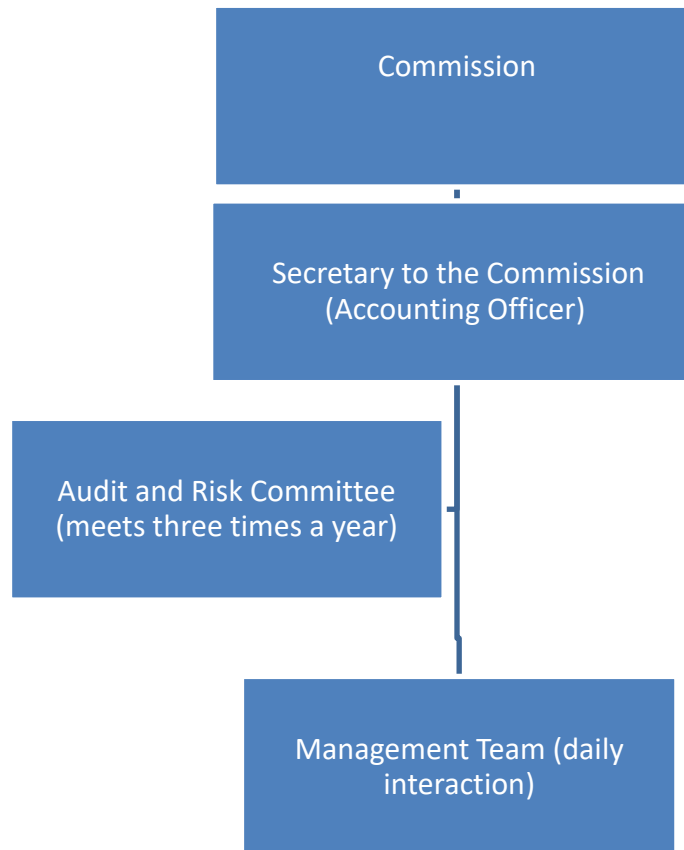 Commission
Secretary to the Commission
(Accounting Officer)
Audit and Risk Committee
(meets three times a year)
Management Team (daily
interaction)